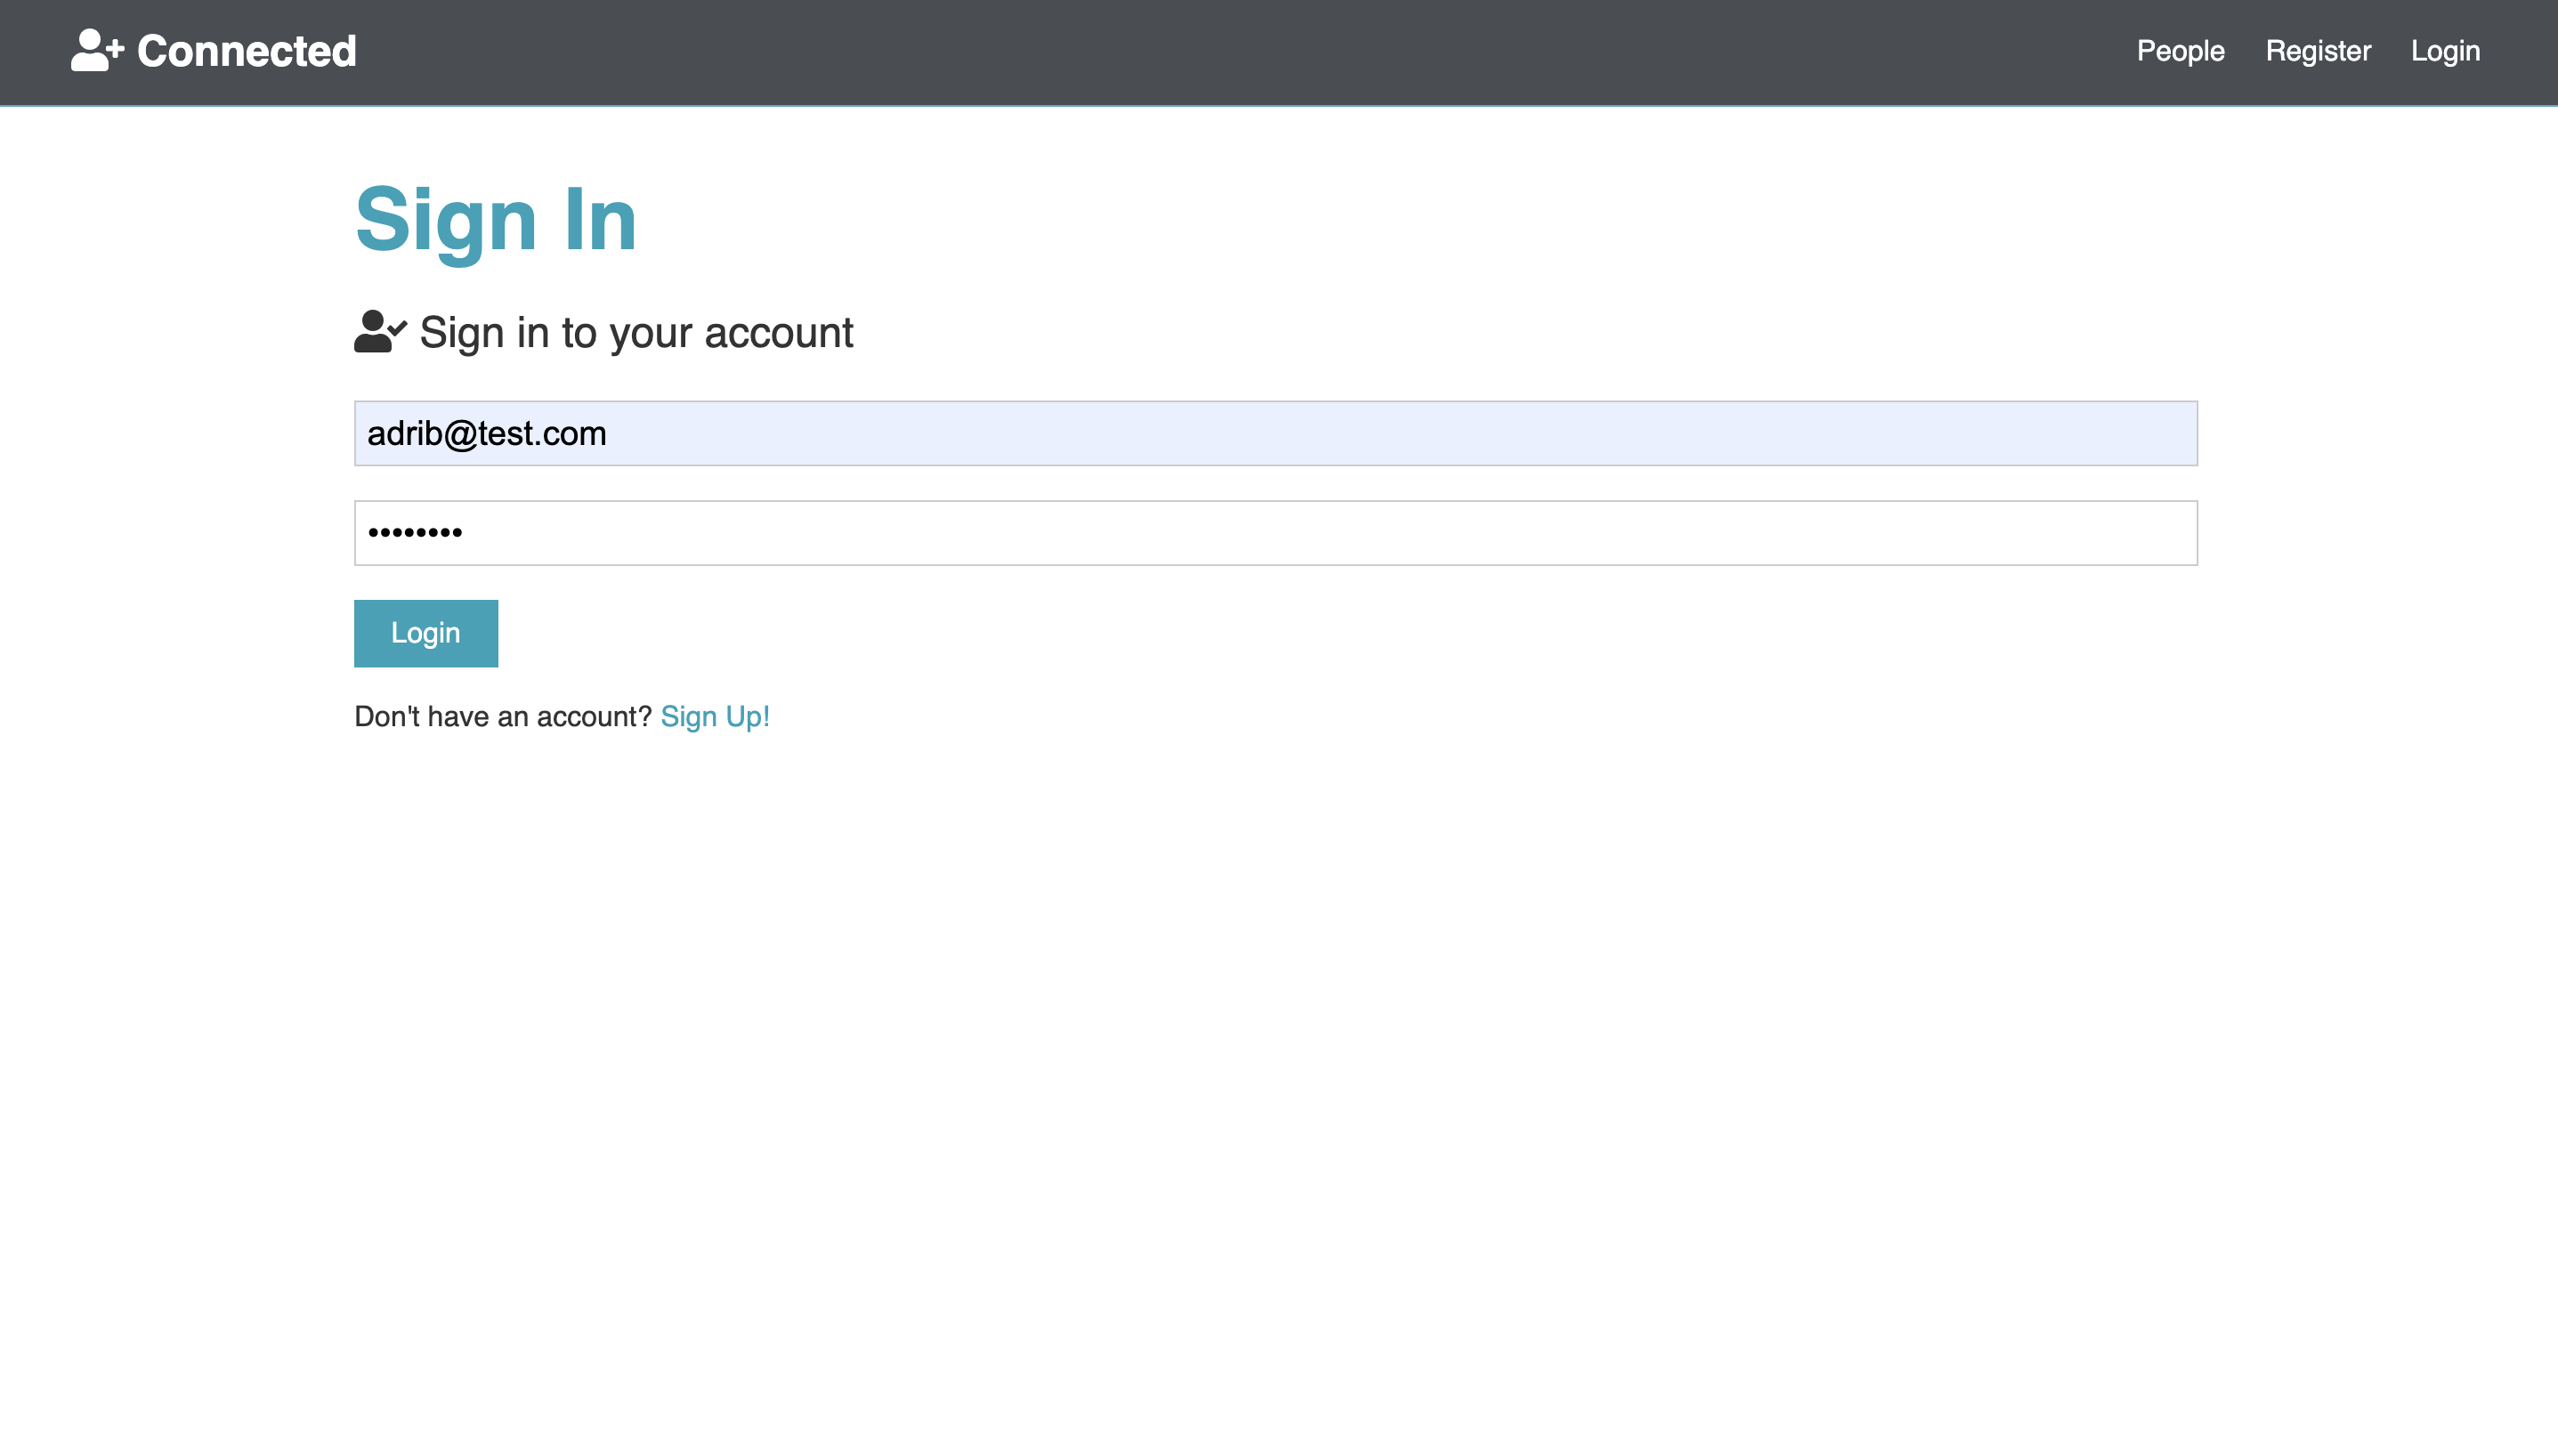 Connected
People Register Login
Sign In
Sign in to your account
adrib@test.com
••••••••
Login
Don't have an account? Sign Up!